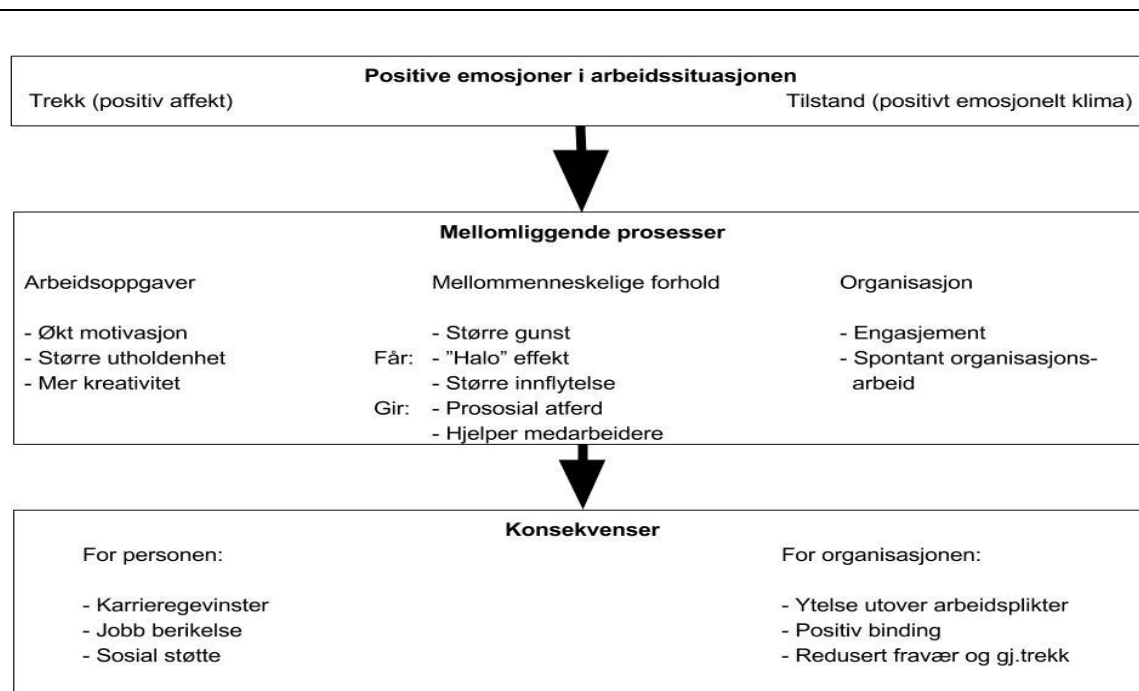 Positive emosjoner i arbeidssituasjonen
Trekk (positiv affekt) Tilstand (positivt emosjonelt klima)
Mellomliggende prosesser
Arbeidsoppgaver Mellommenneskelige forhold Organisasjon
- Økt motivasjon - Større gunst - Engasjement
- Større utholdenhet Får: - ”Halo” effekt - Spontant organisasjons-
- Mer kreativitet - Større innflytelse arbeid
Gir: - Prososial atferd
- Hjelper medarbeidere
Konsekvenser
For personen: For organisasjonen:
- Karrieregevinster - Ytelse utover arbeidsplikter
- Jobb berikelse - Positiv binding
- Sosial støtte - Redusert fravær og gj.trekk